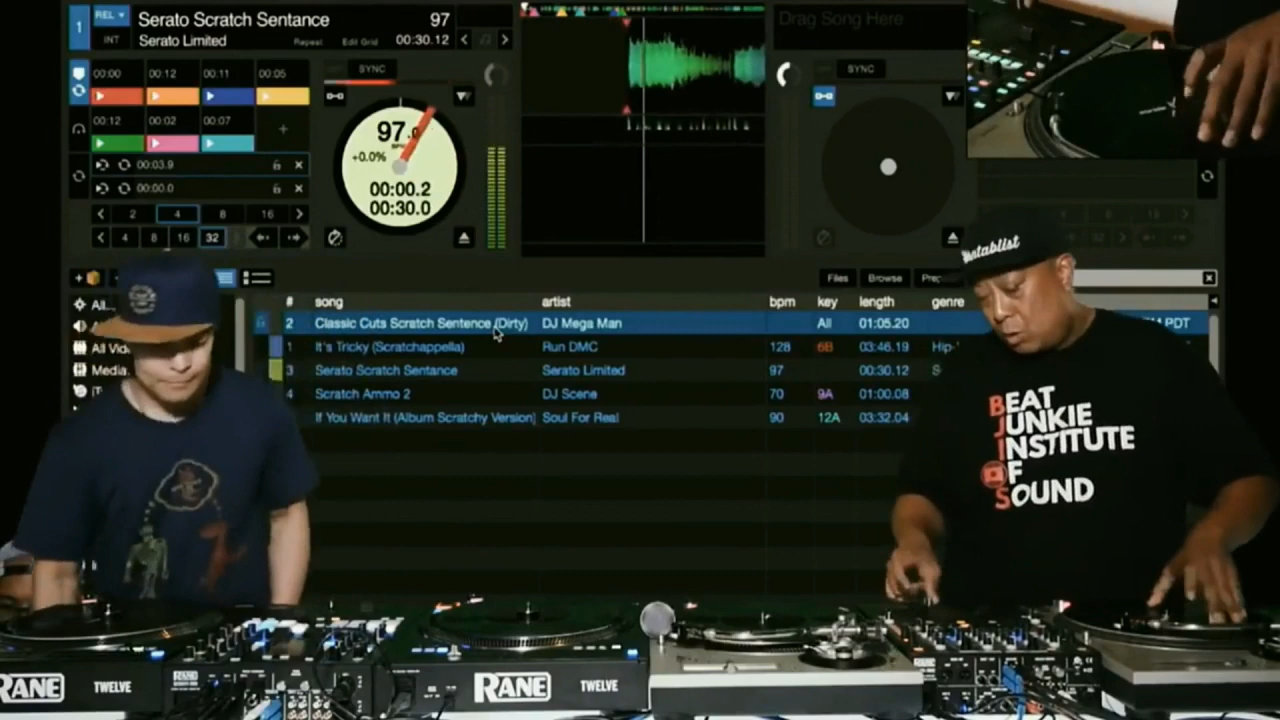 1
REL
INT
Serato Scratch Sentance
97
Serato Limited
Repeat
Edit Grid
00:30.12
Drag Song Here
00:00
00:12
00:11
00:05
00:12
00:02
00:07
SYNC
SYNC
97.0
BPM
+0.0%
00:00.2
00:30.0
00:03.9
00:00.0
2 4 8 16
4 8 16 32
Files Browse
# song artist bpm key length genre
2 Classic Cuts Scratch Sentence (Dirty) DJ Mega Man All 01:05.20
PDT
1 It's Tricky (Scratchappella) Run DMC 128 6B 03:46.19 Hip-
3 Serato Scratch Sentance Serato Limited 97 00:30.12 S
4 Scratch Ammo 2 DJ Scene 70 9A 01:00.08
If You Want It (Album Scratchy Version) Soul For Real 90 12A 03:32.04
All...
All Vid
Media.
BEAT
JUNKIE
INSTITUTE
OF
SOUND
RANE
TWELVE
RANE
TWELVE